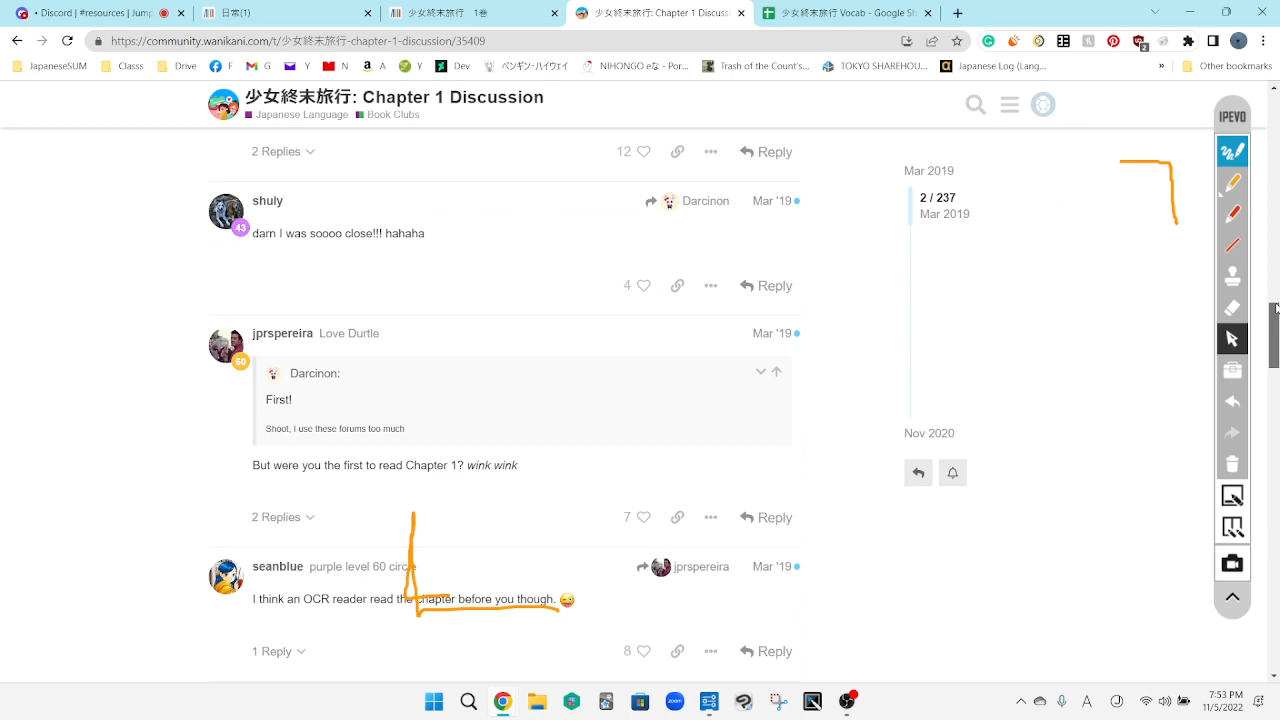 • Discord | #resources | Jump
日常(1)
少女終末旅行 1巻
少女終末旅行: Chapter 1 Discussi
少女終末旅行 Vocab - Google S
https://community.wanikani.com/t/少女終末旅行-chapter-1-discussion/35409
JapaneseSUM Classs Drive F G Y N A Y Dev ペンギン・ハイウェイ NIHONGO eな - Por... Trash of the Count's... TOKYO SHAREHOU... Japanese Log (Lang... » Other bookmarks
少女終末旅行: Chapter 1 Discussion
Japanese Language Book Clubs
IPEVO
2 Replies 12 Reply
Mar 2019
2 / 237
Mar 2019
Nov 2020
shuly Darcinon Mar '19
43
darn I was soooo close!!! hahaha
4 Reply
jprspereira Love Durtle Mar '19
60
Darcinon:
First!
Shoot, I use these forums too much
But were you the first to read Chapter 1? wink wink
2 Replies 7 Reply
seanblue purple level 60 circle jprspereira Mar '19
I think an OCR reader read the chapter before you though.
1 Reply 8 Reply
zoom
A
7:53 PM
11/5/2022